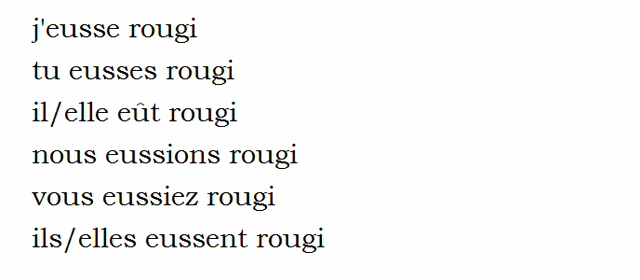 j'eusse rougi
tu eusses rougi
il/elle eût rougi
nous eussions rougi
vous eussiez rougi
ils/elles eussent rougi